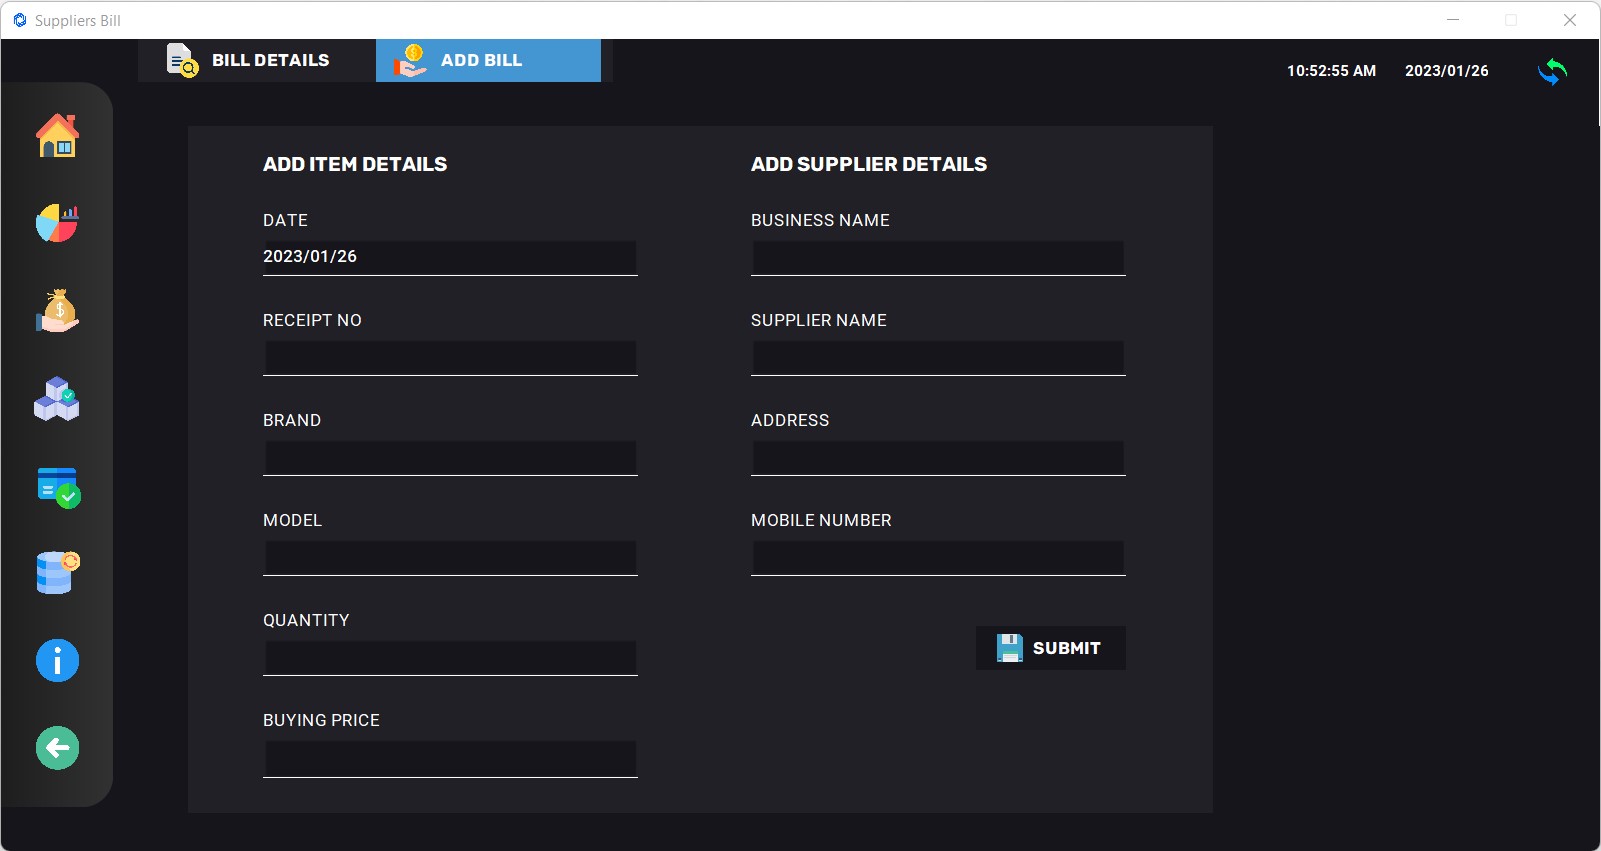 Suppliers Bill
BILL DETAILS
ADD BILL
10:52:55 AM
2023/01/26
ADD ITEM DETAILS
DATE
2023/01/26
RECEIPT NO
BRAND
MODEL
QUANTITY
BUYING PRICE
ADD SUPPLIER DETAILS
BUSINESS NAME
SUPPLIER NAME
ADDRESS
MOBILE NUMBER
SUBMIT